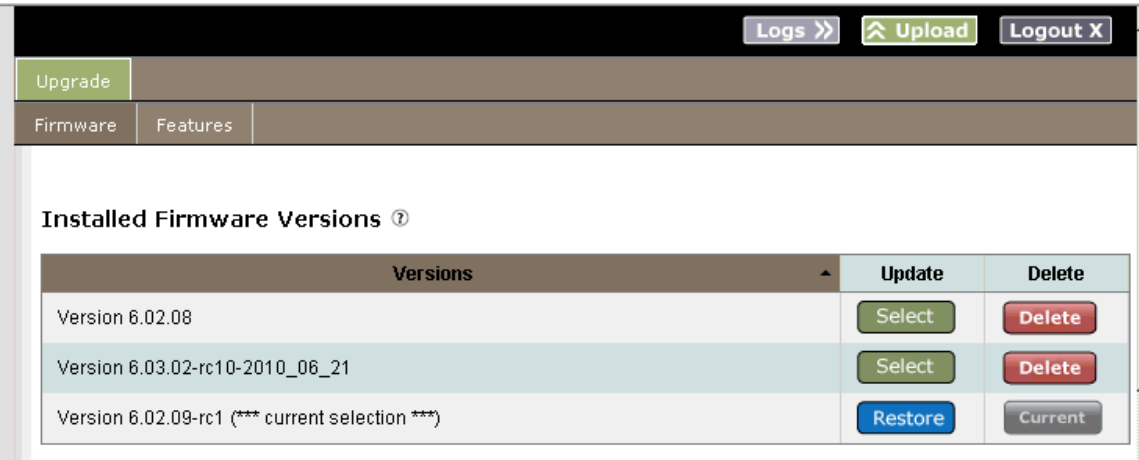 Logs Upload Logout X
Upgrade
Firmware Features
Installed Firmware Versions ?
Versions Update Delete
Version 6.02.08 Select Delete
Version 6.03.02-rc10-2010_06_21 Select Delete
Version 6.02.09-rc1 (*** current selection ***) Restore Current